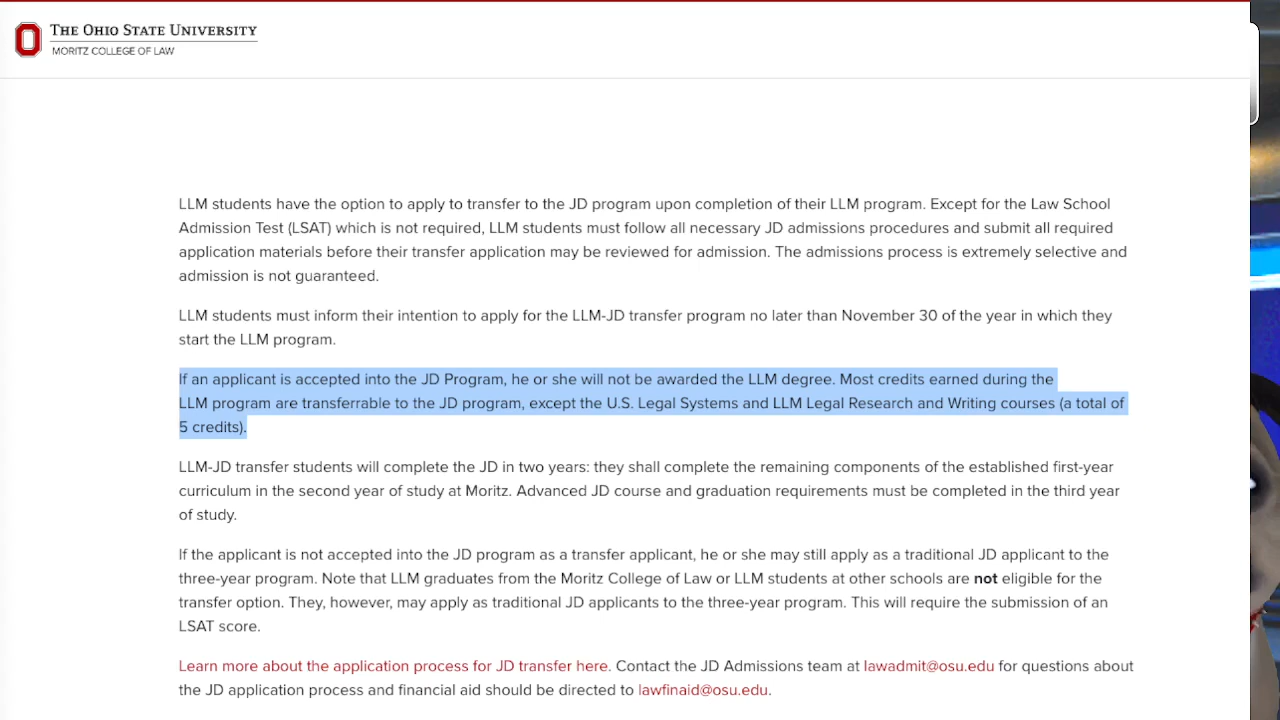 THE OHIO STATE UNIVERSITY
MORITZ COLLEGE OF LAW
LLM students have the option to apply to transfer to the JD program upon completion of their LLM program. Except for the Law School
Admission Test (LSAT) which is not required, LLM students must follow all necessary JD admissions procedures and submit all required
application materials before their transfer application may be reviewed for admission. The admissions process is extremely selective and
admission is not guaranteed.
LLM students must inform their intention to apply for the LLM-JD transfer program no later than November 30 of the year in which they
start the LLM program.
If an applicant is accepted into the JD Program, he or she will not be awarded the LLM degree. Most credits earned during the
LLM program are transferrable to the JD program, except the U.S. Legal Systems and LLM Legal Research and Writing courses (a total of
5 credits).
LLM-JD transfer students will complete the JD in two years: they shall complete the remaining components of the established first-year
curriculum in the second year of study at Moritz. Advanced JD course and graduation requirements must be completed in the third year
of study.
If the applicant is not accepted into the JD program as a transfer applicant, he or she may still apply as a traditional JD applicant to the
three-year program. Note that LLM graduates from the Moritz College of Law or LLM students at other schools are not eligible for the
transfer option. They, however, may apply as traditional JD applicants to the three-year program. This will require the submission of an
LSAT score.
Learn more about the application process for JD transfer here. Contact the JD Admissions team at lawadmit@osu.edu for questions about
the JD application process and financial aid should be directed to lawfinaid@osu.edu.